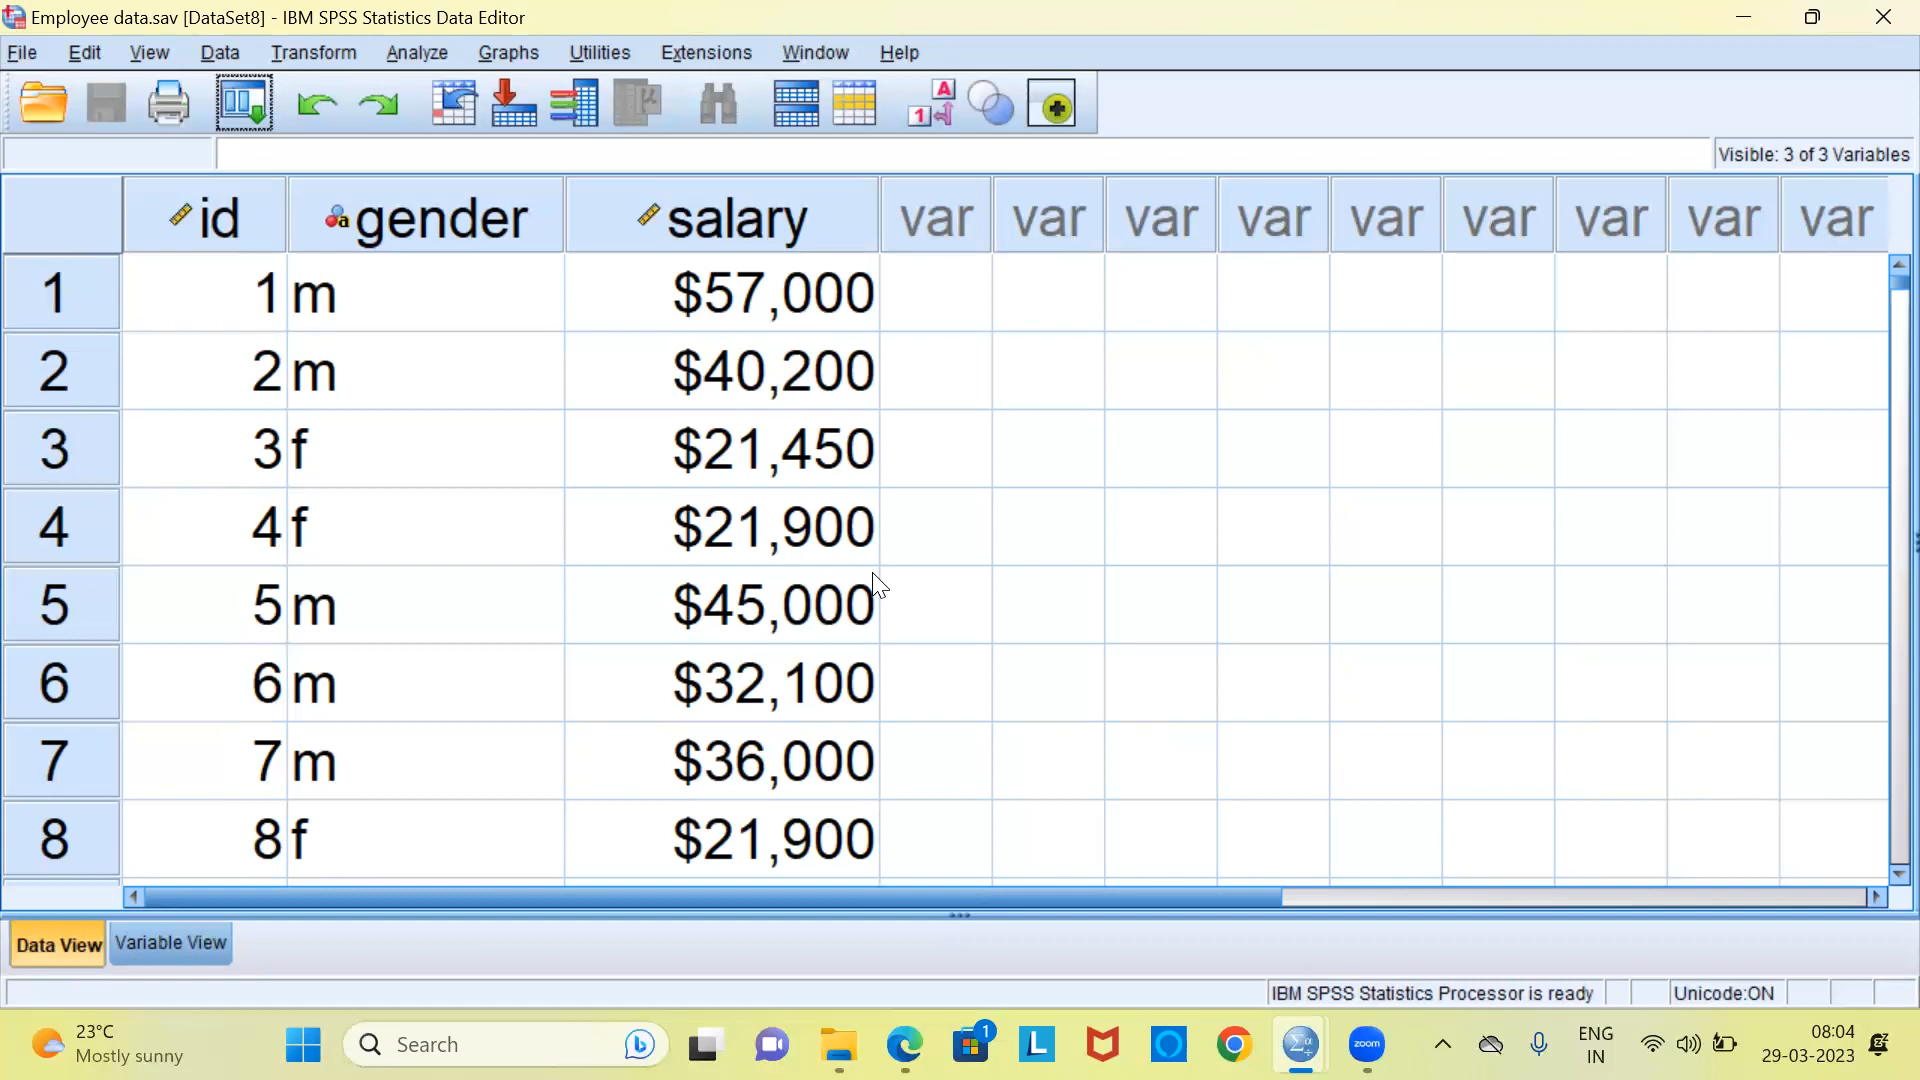 Employee data.sav [DataSet8] - IBM SPSS Statistics Data Editor
File Edit View Data Transform Analyze Graphs Utilities Extensions Window Help
Visible: 3 of 3 Variables
id gender salary var var var var var var var var var
1 1 m $57,000
2 2 m $40,200
3 3 f $21,450
4 4 f $21,900
5 5 m $45,000
6 6 m $32,100
7 7 m $36,000
8 8 f $21,900
Data View Variable View
IBM SPSS Statistics Processor is ready Unicode:ON
23°C
Mostly sunny
Search
1
L
zoom
ENG
IN
08:04
29-03-2023